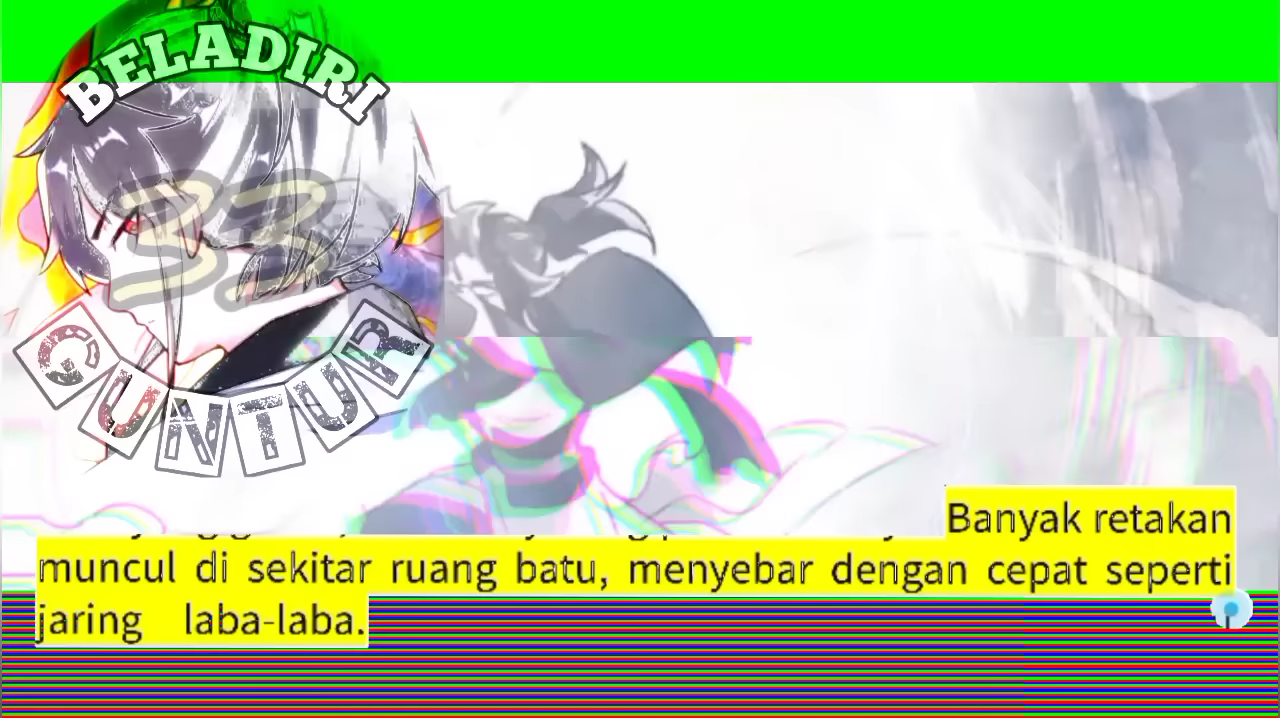 BELADIRI
33
GUNTUR
Banyak retakan
muncul di sekitar ruang batu, menyebar dengan cepat seperti
jaring laba-laba.